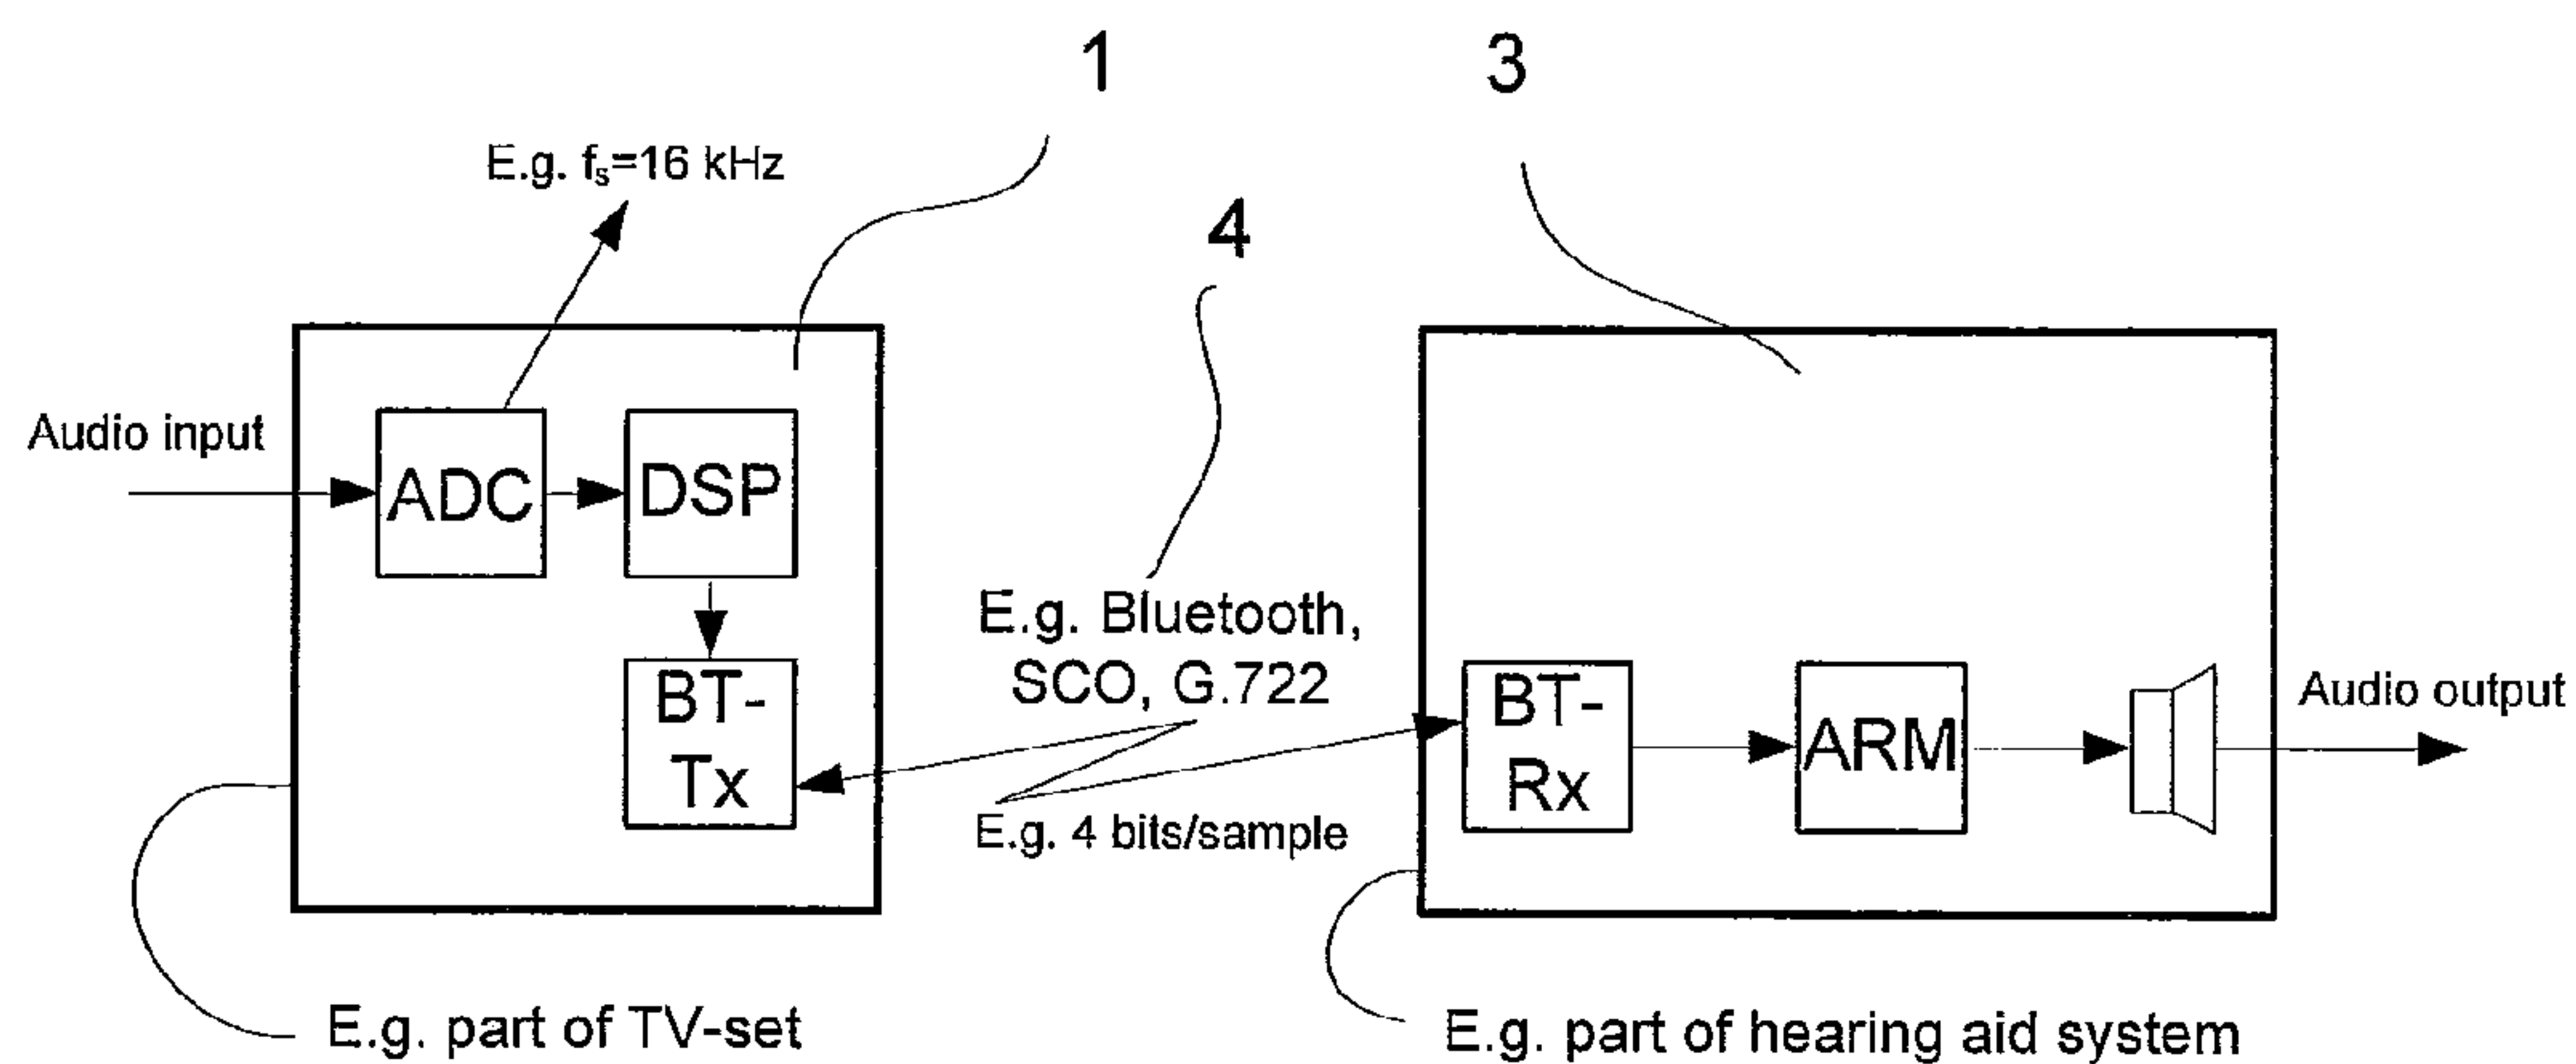 1
3
E.g. fs=16 kHz
4
Audio input
ADC
DSP
E.g. Bluetooth,
SCO, G.722
BT-
Tx
BT-
Rx
ARM
Audio output
E.g. 4 bits/sample
E.g. part of TV-set
E.g. part of hearing aid system